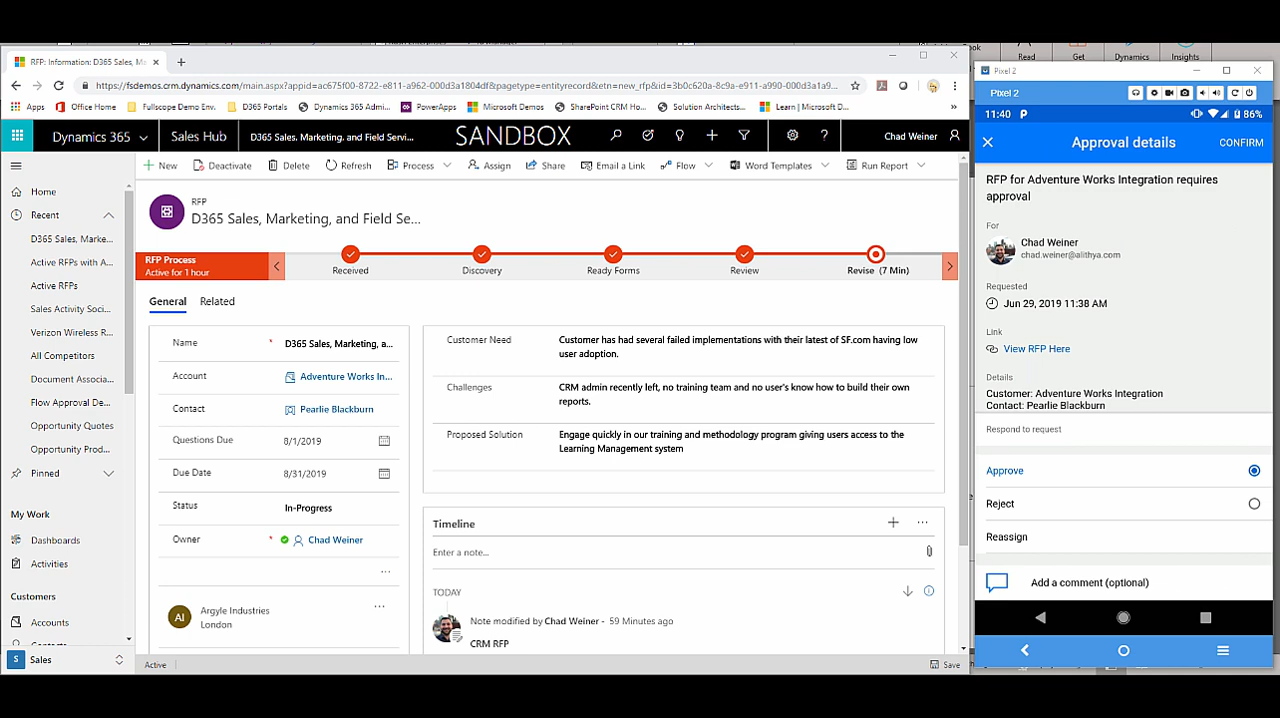 RFP: Information: D365 Sales, M
https://fsdemos.crm.dynamics.com/main.aspx?appid=ac675f00-8722-e811-a962-000d3a1804df&pagetype=entityrecord&etn=new_rfp&id=3b0c620a-8c9a-e911-a990-000d3a1a9...
Apps
Office Home
Fullscope Demo Env.
D365 Portals
Dynamics 365 Admi...
PowerApps
Microsoft Demos
SharePoint CRM Ho...
Solution Architects...
Learn | Microsoft D...
»
Dynamics 365
Sales Hub
D365 Sales, Marketing, and Field Servi...
SANDBOX
Chad Weiner
New
Deactivate
Delete
Refresh
Process
Assign
Share
Email a Link
Flow
Word Templates
Run Report
Home
Recent
D365 Sales, Marke...
Active RFPs with A...
Active RFPs
Sales Activity Soci...
Verizon Wireless R...
All Competitors
Document Associa...
Flow Approval De...
Opportunity Quotes
Opportunity Prod...
Pinned
My Work
Dashboards
Activities
Customers
Accounts
S
Sales
RFP
D365 Sales, Marketing, and Field Se...
RFP Process
Active for 1 hour
Received
Discovery
Ready Forms
Review
Revise (7 Min)
General
Related
Name * D365 Sales, Marketing, a...
Account Adventure Works In...
Contact Pearlie Blackburn
Questions Due 8/1/2019
Due Date 8/31/2019
Status In-Progress
Owner * Chad Weiner
...
AI
Argyle Industries ...
London
Customer Need Customer has had several failed implementations with their latest of SF.com having low
user adoption.
Challenges CRM admin recently left, no training team and no user's know how to build their own
reports.
Proposed Solution Engage quickly in our training and methodology program giving users access to the
Learning Management system
Timeline
Enter a note...
TODAY
Note modified by Chad Weiner - 59 Minutes ago
CRM RFP
Active
Save
Read
Get
Dynamics
Insights
Pixel 2
Pixel 2
11:40
86%
Approval details
CONFIRM
RFP for Adventure Works Integration requires
approval
For
Chad Weiner
chad.weiner@alithya.com
Requested
Jun 29, 2019 11:38 AM
Link
View RFP Here
Details
Customer: Adventure Works Integration
Contact: Pearlie Blackburn
Respond to request
Approve
Reject
Reassign
Add a comment (optional)